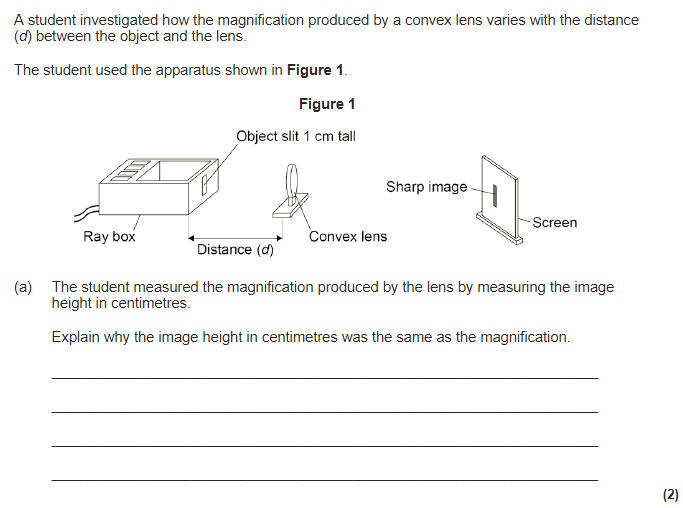 A student investigated how the magnification produced by a convex lens varies with the distance
(d) between the object and the lens.
The student used the apparatus shown in Figure 1.
Figure 1
Object slit 1 cm tall
Sharp image
Screen
Ray box
Convex lens
Distance (d)
(a) The student measured the magnification produced by the lens by measuring the image
height in centimetres.
Explain why the image height in centimetres was the same as the magnification.
(2)